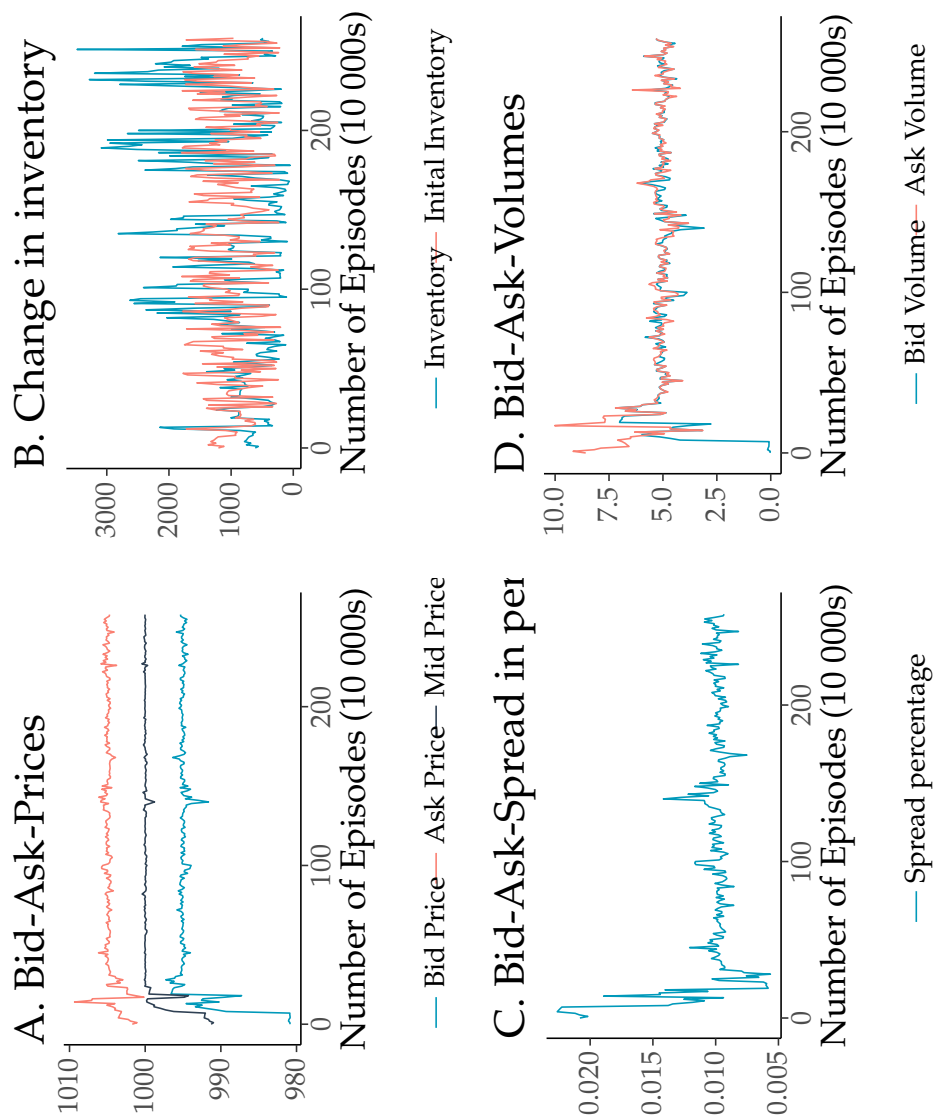 A. Bid-Ask-Prices
1010
1000
990
980
0
100
200
Number of Episodes (10 000s)
Bid Price
Ask Price
Mid Price
B. Change in inventory
3000
2000
1000
0
0
100
200
Number of Episodes (10 000s)
Inventory
Inital Inventory
C. Bid-Ask-Spread in per
0.020
0.015
0.010
0.005
0
100
200
Number of Episodes (10 000s)
Spread percentage
D. Bid-Ask-Volumes
10.0
7.5
5.0
2.5
0.0
0
100
200
Number of Episodes (10 000s)
Bid Volume
Ask Volume